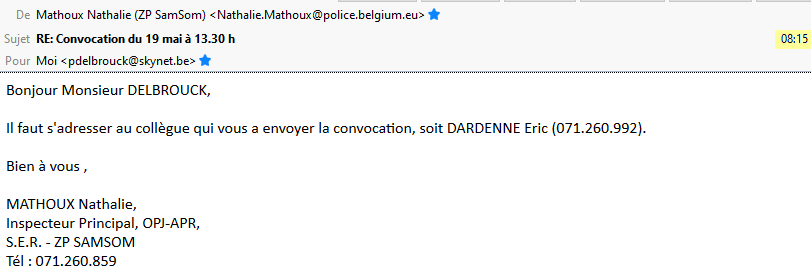 De Mathoux Nathalie (ZP SamSom) <Nathalie.Mathoux@police.belgium.eu>
Sujet RE: Convocation du 19 mai à 13.30 h 08:15
Pour Moi <pdelbrouck@skynet.be>
Bonjour Monsieur DELBROUCK,
Il faut s'adresser au collègue qui vous a envoyer la convocation, soit DARDENNE Eric (071.260.992).
Bien à vous ,
MATHOUX Nathalie,
Inspecteur Principal, OPJ-APR,
S.E.R. - ZP SAMSOM
Tél : 071.260.859